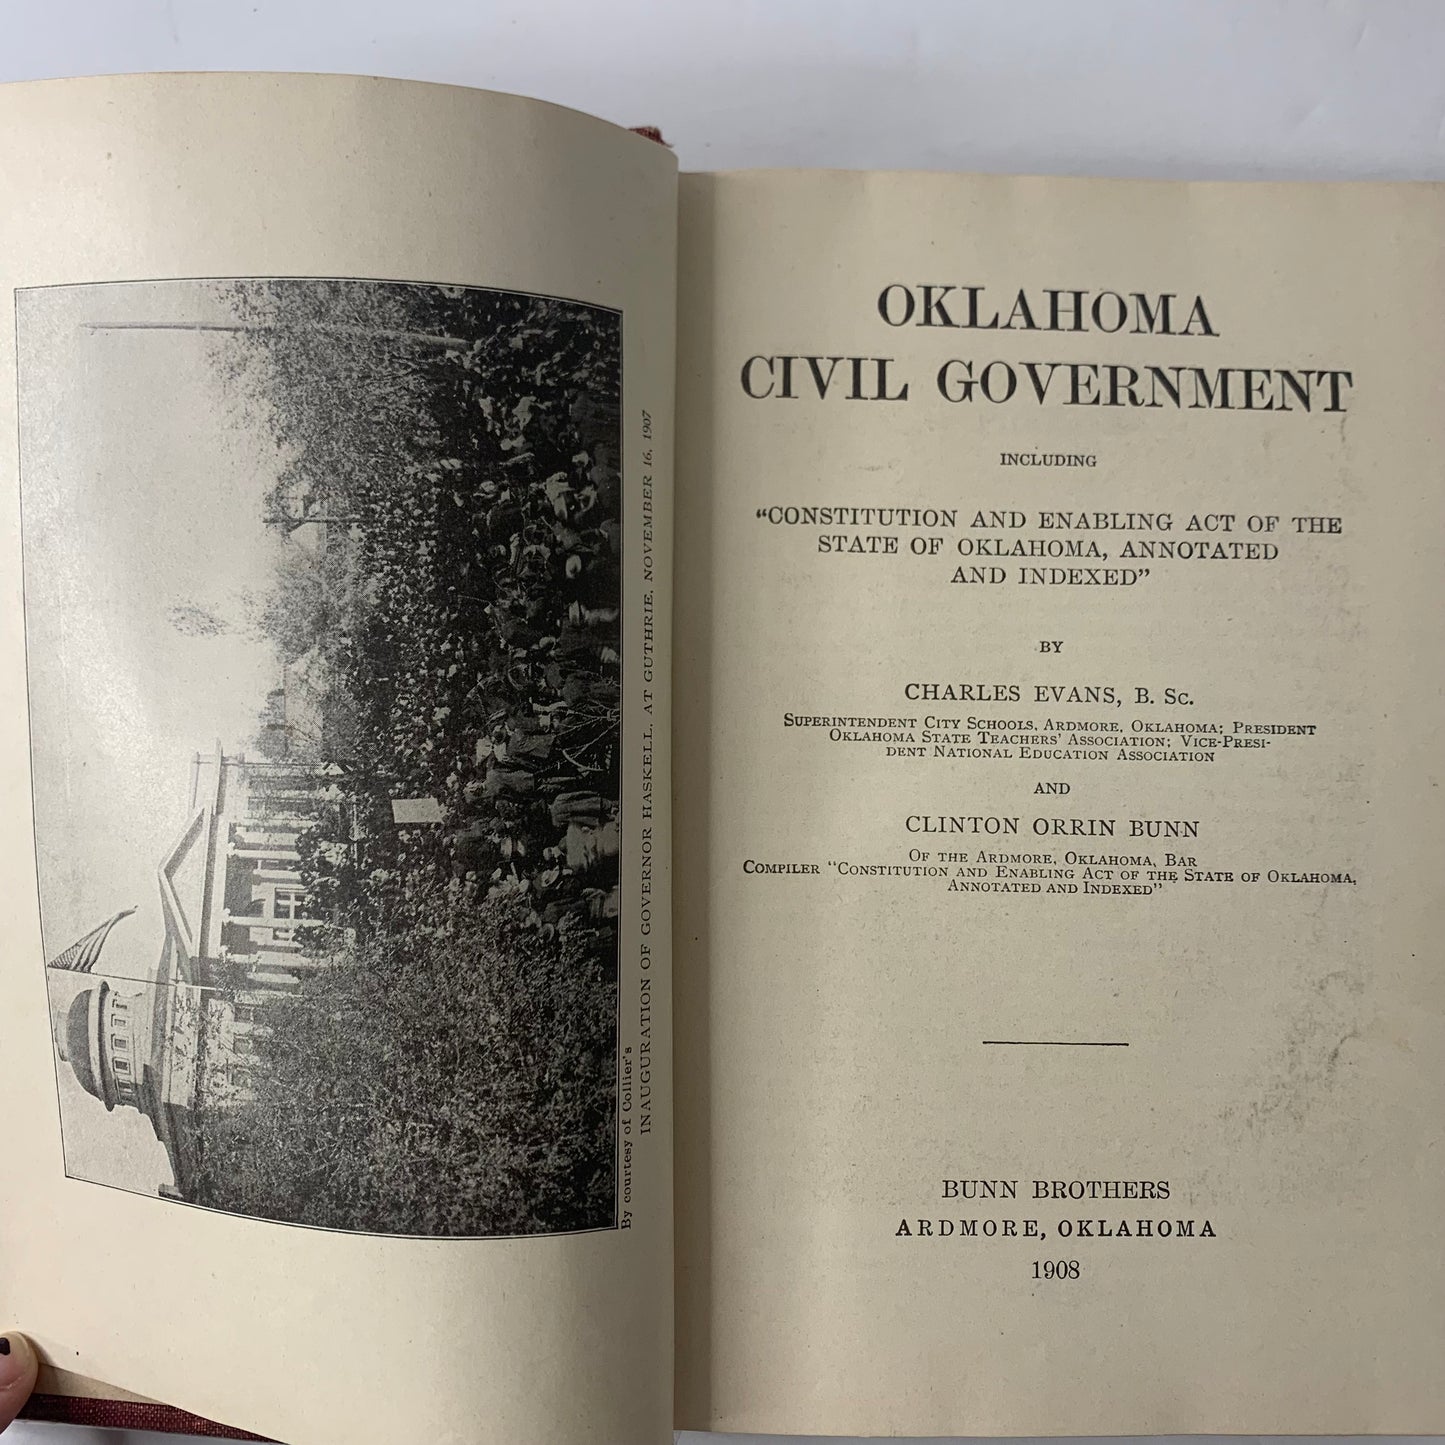 By courtesy of Collier's
INAUGURATION OF GOVERNOR HASKELL, AT GUTHRIE, NOVEMBER 16, 1907
OKLAHOMA
CIVIL GOVERNMENT
INCLUDING
“CONSTITUTION AND ENABLING ACT OF THE
STATE OF OKLAHOMA, ANNOTATED
AND INDEXED”
BY
CHARLES EVANS, B. Sc.
Superintendent City Schools, Ardmore, Oklahoma; President
Oklahoma State Teachers’ Association; Vice-Presi-
dent National Education Association
AND
CLINTON ORRIN BUNN
Of the Ardmore, Oklahoma, Bar
Compiler “Constitution and Enabling Act of the State of Oklahoma,
Annotated and Indexed”
BUNN BROTHERS
ARDMORE, OKLAHOMA
1908